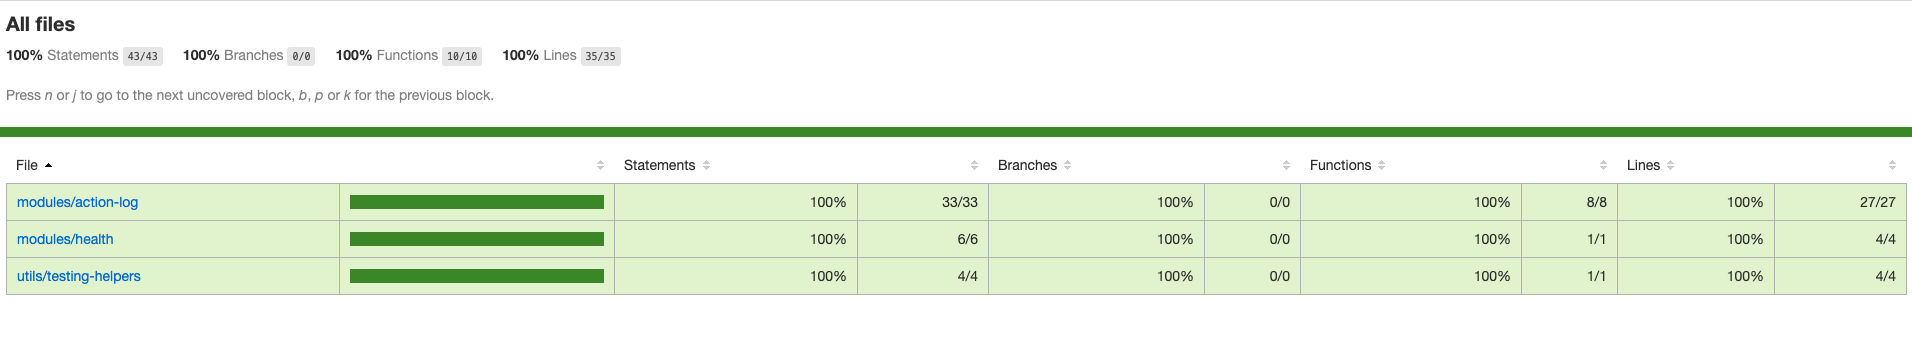 All files
100% Statements 43/43 100% Branches 0/0 100% Functions 10/10 100% Lines 35/35
Press n or j to go to the next uncovered block, b, p or k for the previous block.
File Statements Branches Functions Lines
modules/action-log 100% 33/33 100% 0/0 100% 8/8 100% 27/27
modules/health 100% 6/6 100% 0/0 100% 1/1 100% 4/4
utils/testing-helpers 100% 4/4 100% 0/0 100% 1/1 100% 4/4